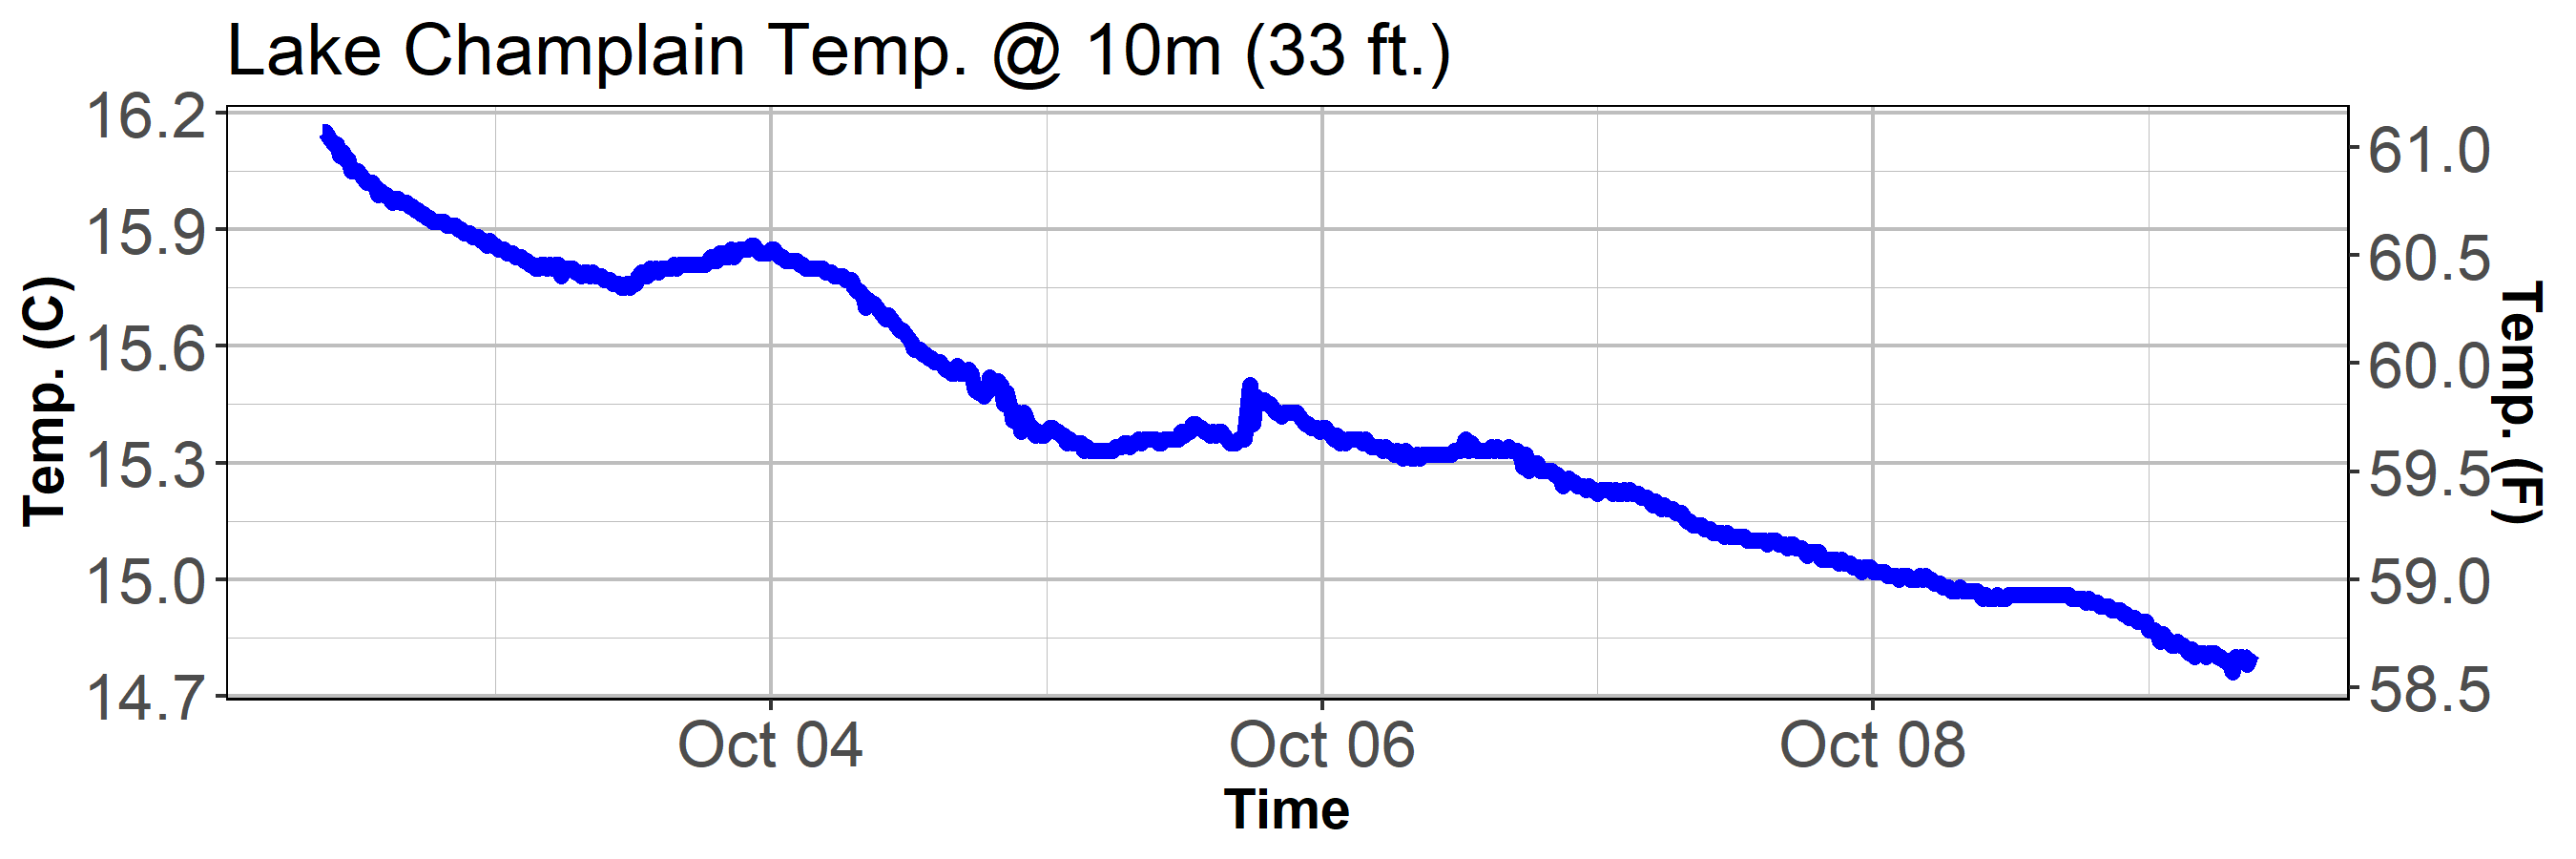 Lake Champlain Temp. @ 10m (33 ft.)
16.2
15.9
15.6
15.3
15.0
14.7
Temp. (C)
61.0
60.5
60.0
59.5
59.0
58.5
Temp. (F)
Oct 04 Oct 06 Oct 08
Time